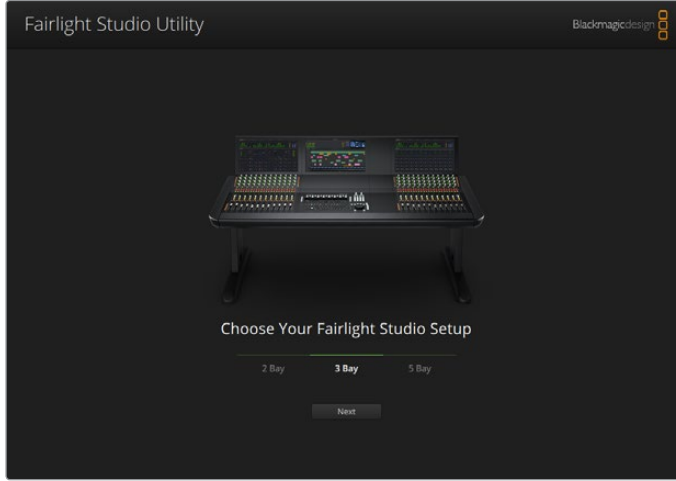 Fairlight Studio Utility
Blackmagicdesign
Choose Your Fairlight Studio Setup
2 Bay
3 Bay
5 Bay
Next